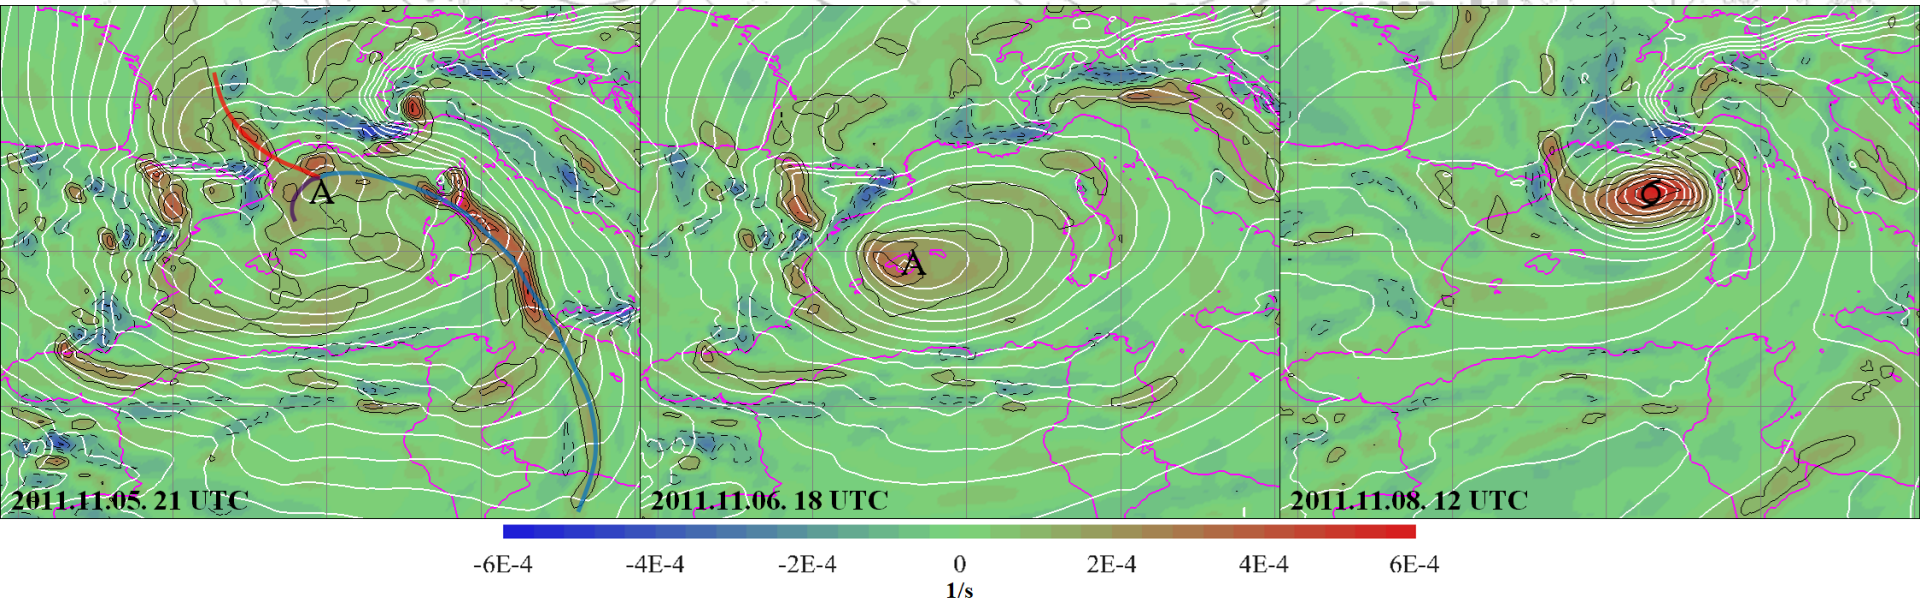 A
A
2011.11.05. 21 UTC
2011.11.06. 18 UTC
2011.11.08. 12 UTC
-6E-4 -4E-4 -2E-4 0 2E-4 4E-4 6E-4
1/s